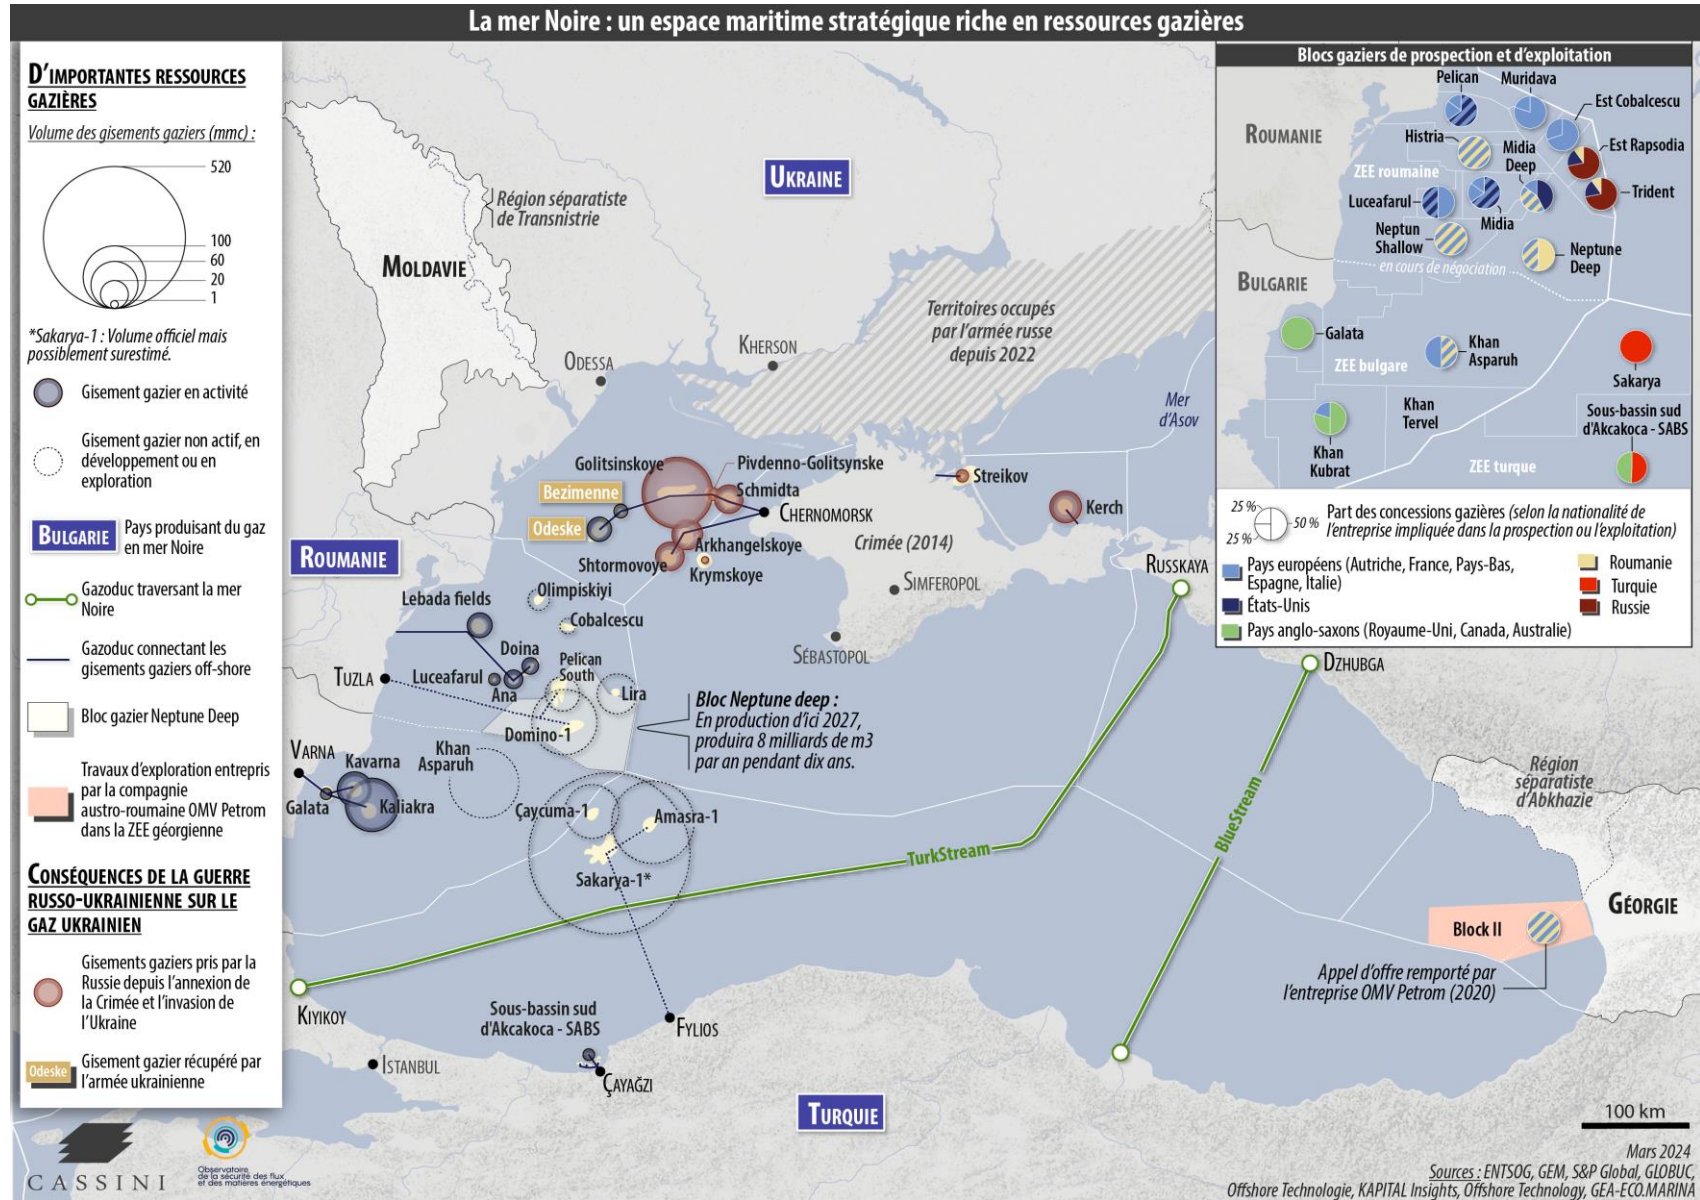 La mer Noire : un espace maritime stratégique riche en ressources gazières
D'IMPORTANTES RESSOURCES
GAZIÈRES
Volume des gisements gaziers (mmc) :
520
100
60
20
1
*Sakarya-1 : Volume officiel mais
possiblement surestimé.
Gisement gazier en activité
Gisement gazier non actif, en
développement ou en
exploration
BULGARIE
Pays produisant du gaz
en mer Noire
Gazoduc traversant la mer
Noire
Gazoduc connectant les
gisements gaziers off-shore
Bloc gazier Neptune Deep
Travaux d'exploration entrepris
par la compagnie
austro-roumaine OMV Petrom
dans la ZEE géorgienne
CONSÉQUENCES DE LA GUERRE
RUSSO-UKRAINIENNE SUR LE
GAZ UKRAINIEN
Gisements gaziers pris par la
Russie depuis l'annexion de
la Crimée et l'invasion de
l'Ukraine
Odeske
Gisement gazier récupéré par
l'armée ukrainienne
CASSINI
Observatoire
de la sécurité des flux
et des matières énergétiques
UKRAINE
Région séparatiste
de Transnistrie
MOLDAVIE
Territoires occupés
par l'armée russe
depuis 2022
KHERSON
ODESSA
Mer
d'Asov
Golitsinskoye
Pivdenno-Golitsynske
Bezimenne
Schmidta
Odeske
CHERNOMORSK
Streikov
Kerch
Arkhangelskoye
Crimée (2014)
Shtormovoye
Krymskoye
ROUMANIE
SIMFEROPOL
RUSSKAYA
Olimpiskiyi
Lebada fields
Cobalcescu
SÉBASTOPOL
Doina
Pelican
South
DZHUBGA
TUZLA
Luceafarul
Ana
Lira
Domino-1
Bloc Neptune deep :
En production d'ici 2027,
produira 8 milliards de m3
par an pendant dix ans.
VARNA
Kavarna
Khan
Asparuh
Galata
Kaliakra
Çaycuma-1
Amasra-1
Sakarya-1*
TurkStream
BlueStream
Région
séparatiste
d'Abkhazie
GÉORGIE
Block II
Appel d'offre remporté par
l'entreprise OMV Petrom (2020)
KIYIKOY
Sous-bassin sud
d'Akcakoca - SABS
FYLIOS
ISTANBUL
ÇAYAĞZI
TURQUIE
Blocs gaziers de prospection et d'exploitation
Pelican
Muridava
Est Cobalcescu
ROUMANIE
Histria
Midia
Deep
Est Rapsodia
ZEE roumaine
Luceafarul
Midia
Trident
Neptun
Shallow
Neptune
Deep
en cours de négociation
BULGARIE
Galata
Khan
Asparuh
ZEE bulgare
Sakarya
Khan
Tervel
Sous-bassin sud
d'Akcakoca - SABS
Khan
Kubrat
ZEE turque
25 %
50 %
25 %
Part des concessions gazières (selon la nationalité de
l'entreprise impliquée dans la prospection ou l'exploitation)
Pays européens (Autriche, France, Pays-Bas,
Espagne, Italie)
États-Unis
Pays anglo-saxons (Royaume-Uni, Canada, Australie)
Roumanie
Turquie
Russie
100 km
Mars 2024
Sources : ENTSOG, GEM, S&P Global, GLOBUC,
Offshore Technologie, KAPITAL Insights, Offshore Technology, GEA-ECO.MARINA